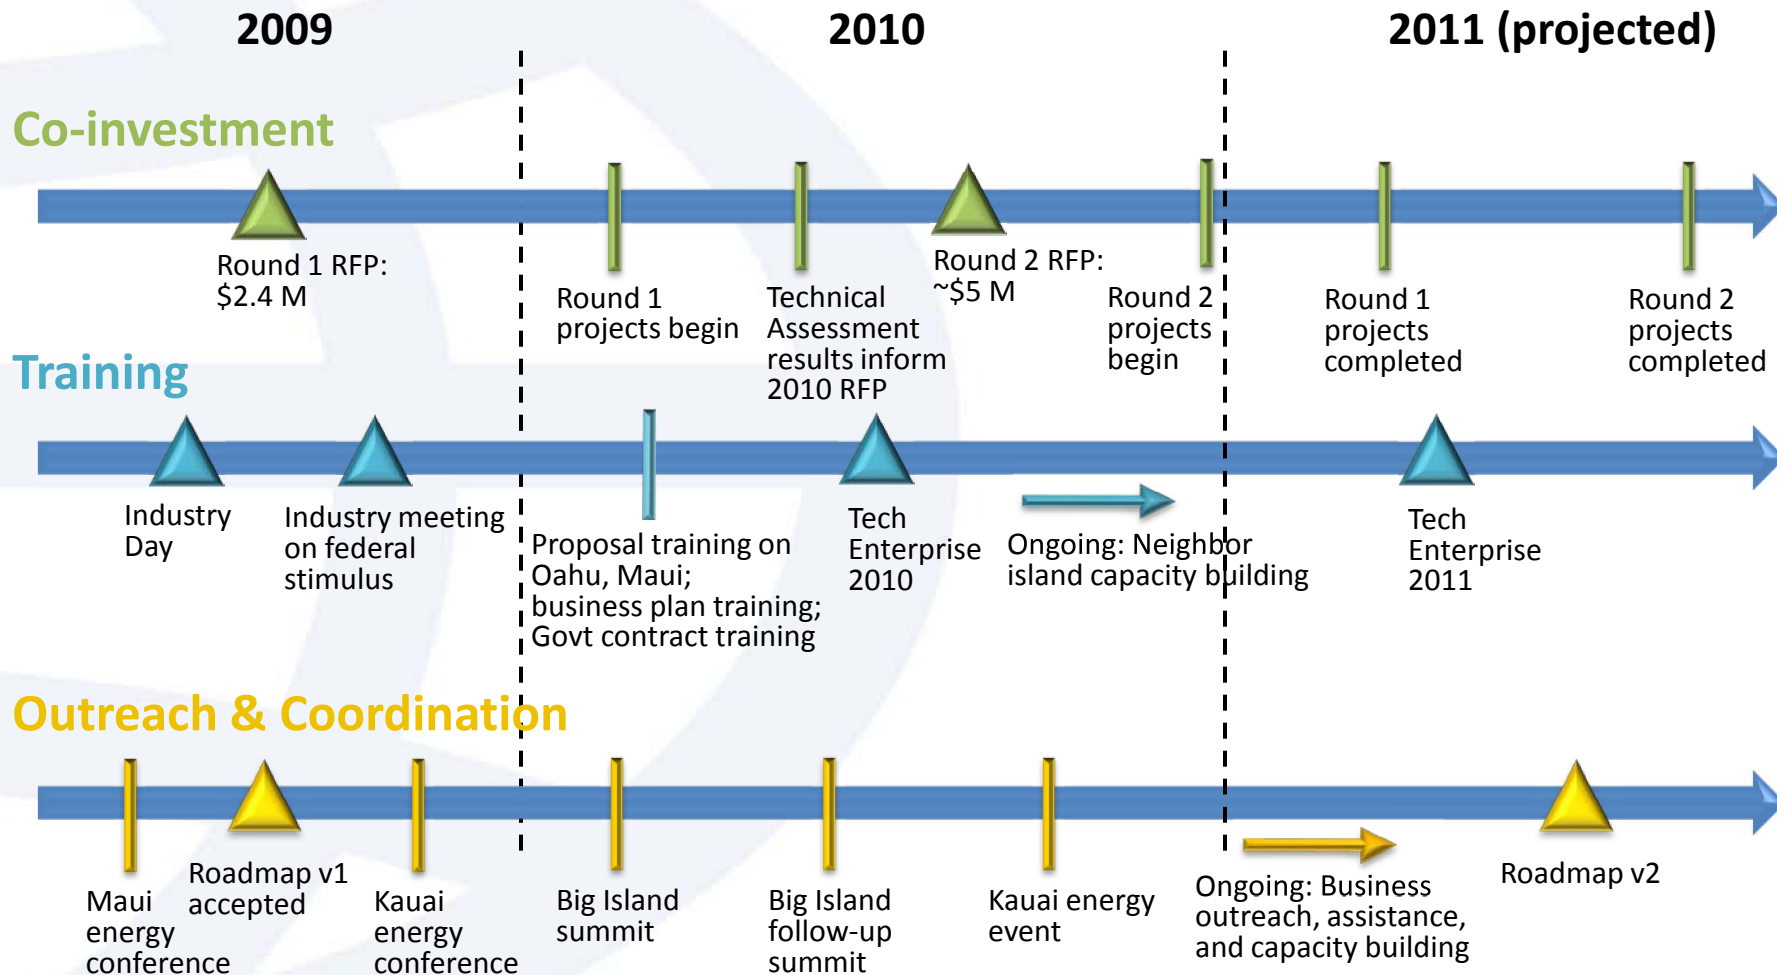 2009
2010
2011 (projected)
Co-investment
Round 1 RFP:
$2.4 M
Round 1
projects begin
Technical
Assessment
results inform
2010 RFP
Round 2 RFP:
~$5 M
Round 2
projects
begin
Round 1
projects
completed
Round 2
projects
completed
Training
Industry
Day
Industry meeting
on federal
stimulus
Proposal training on
Oahu, Maui;
business plan training;
Govt contract training
Tech
Enterprise
2010
Ongoing: Neighbor
island capacity building
Tech
Enterprise
2011
Outreach & Coordination
Maui
energy
conference
Roadmap v1
accepted
Kauai
energy
conference
Big Island
summit
Big Island
follow-up
summit
Kauai energy
event
Ongoing: Business
outreach, assistance,
and capacity building
Roadmap v2